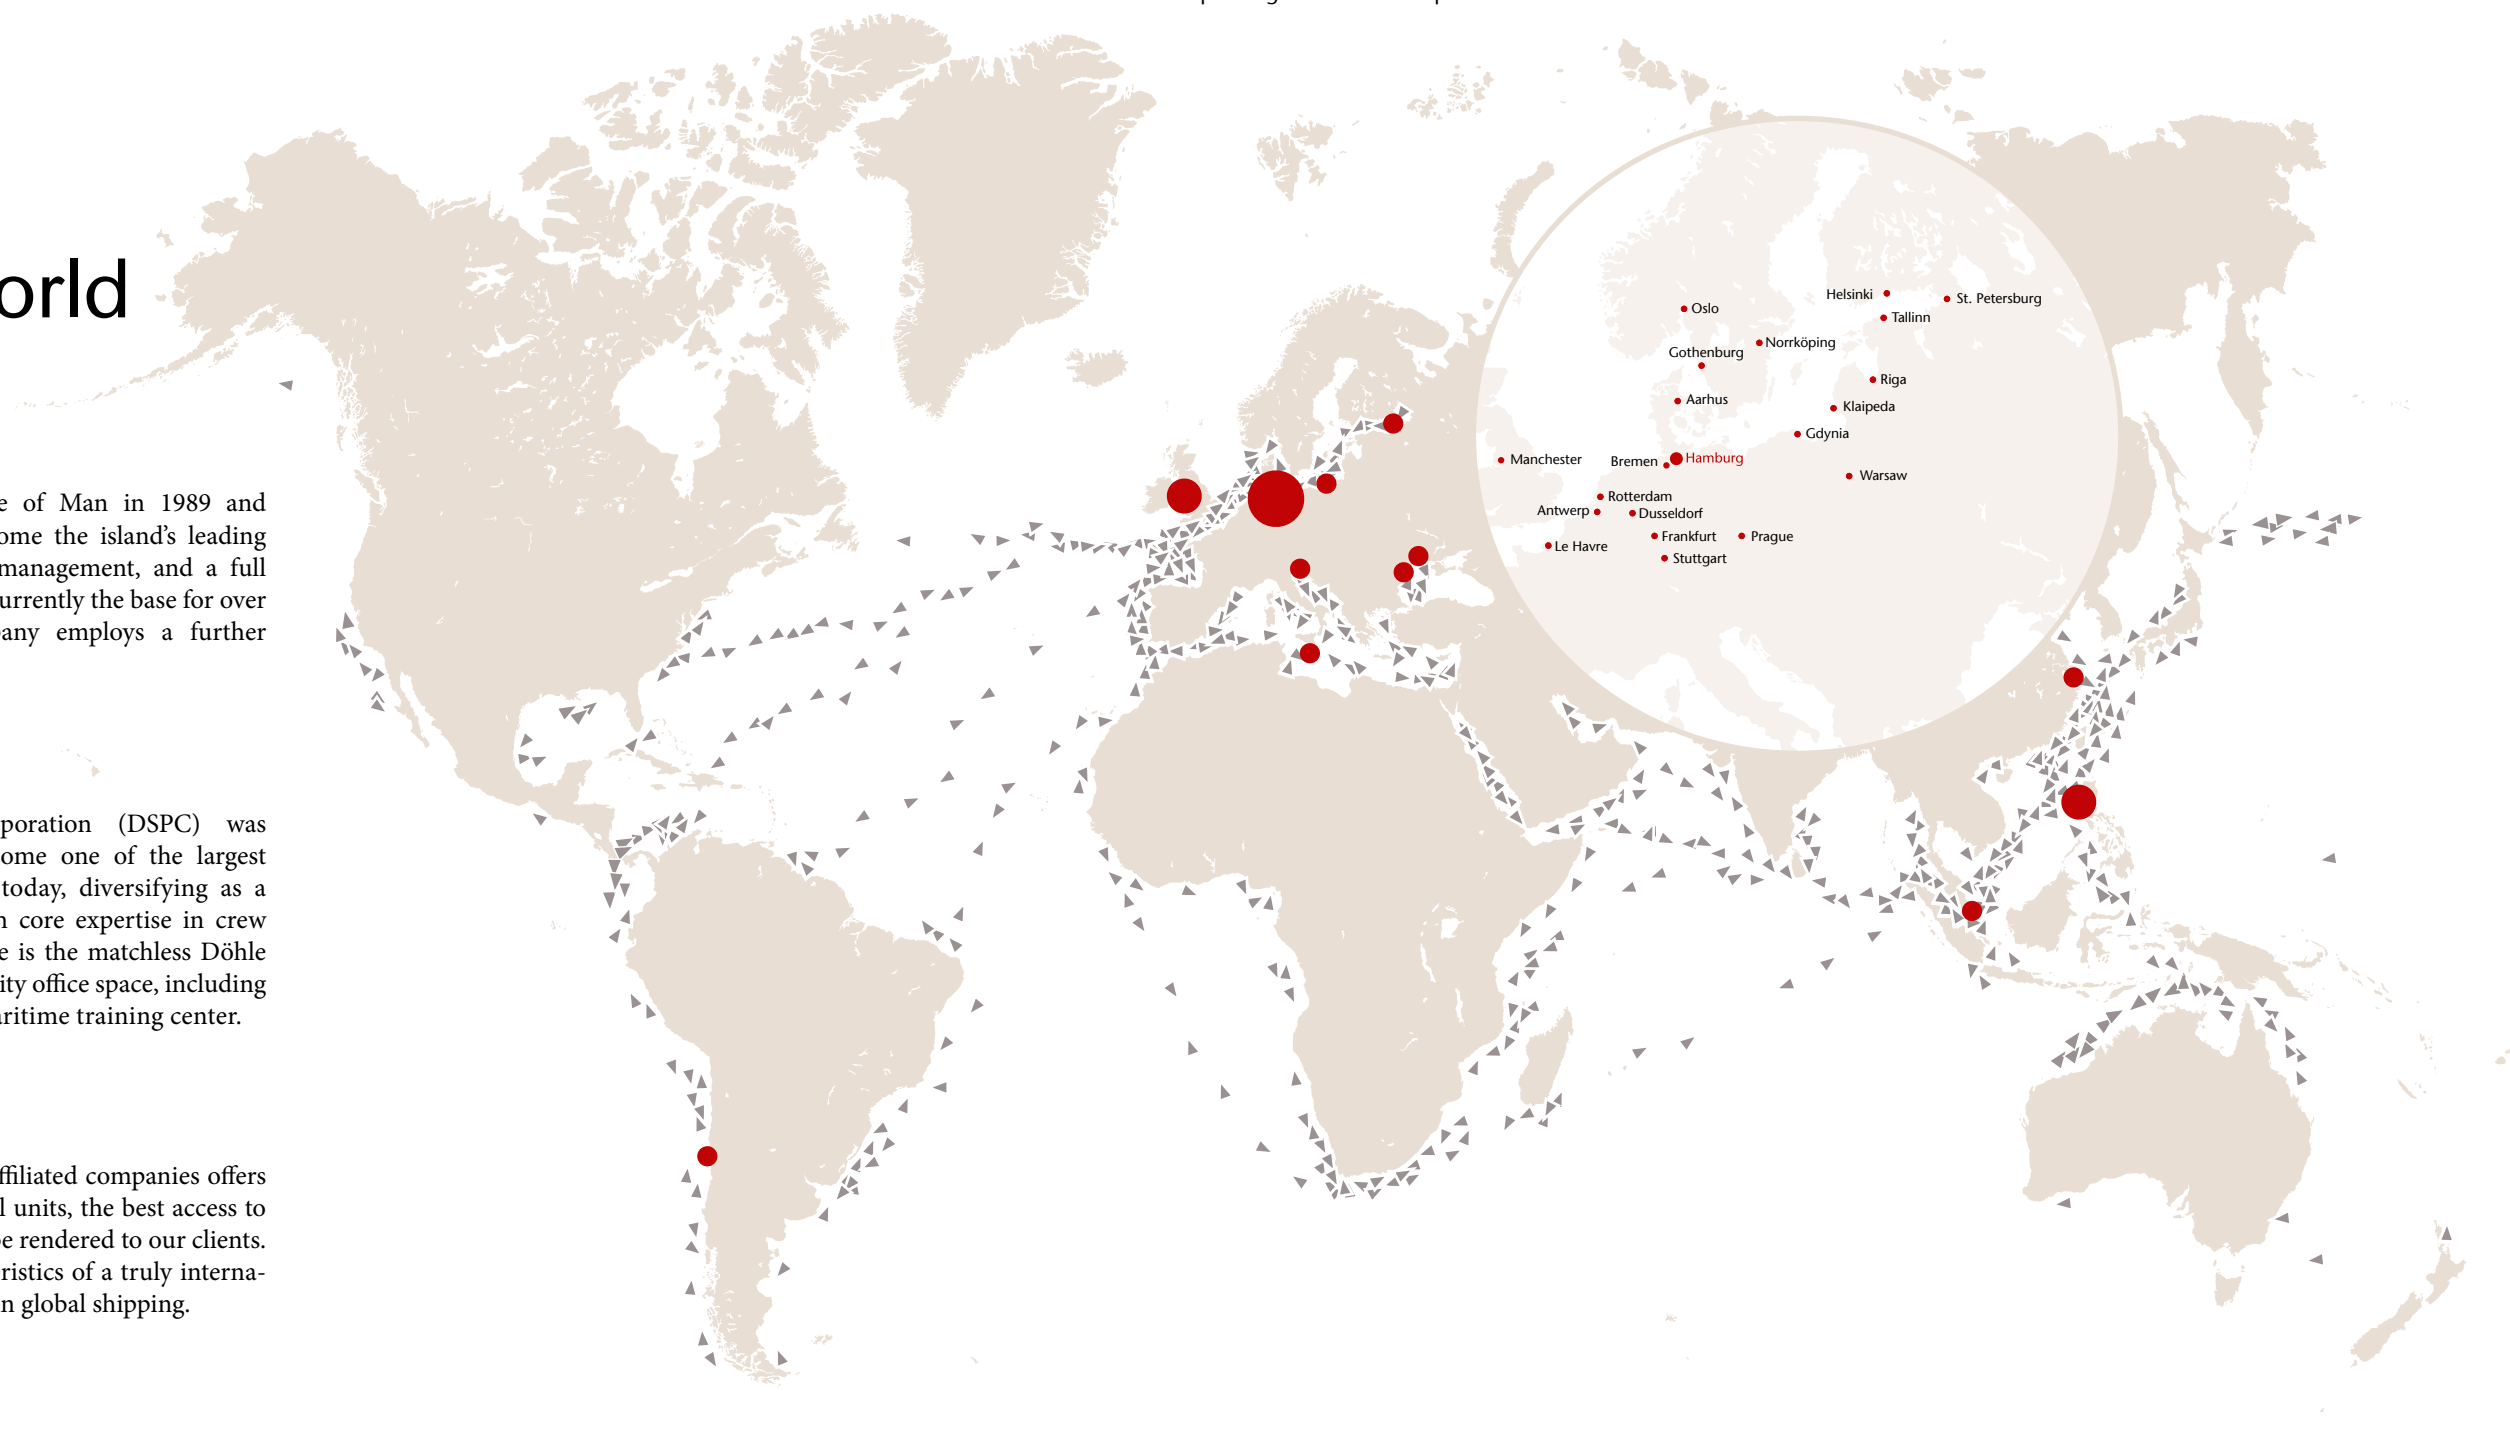 orld
e of Man in 1989 and
ome the island's leading
management, and a full
urrently the base for over
any employs a further
poration (DSPC) was
ome one of the largest
today, diversifying as a
n core expertise in crew
e is the matchless Döhle
ity office space, including
aritime training center.
ffiliated companies offers
l units, the best access to
be rendered to our clients.
ristics of a truly interna-
n global shipping.
Helsinki
St. Petersburg
Oslo
Tallinn
Norrköping
Gothenburg
Riga
Aarhus
Klaipeda
Gdynia
Manchester
Bremen
Hamburg
Warsaw
Rotterdam
Antwerp
Dusseldorf
Frankfurt
Prague
Le Havre
Stuttgart